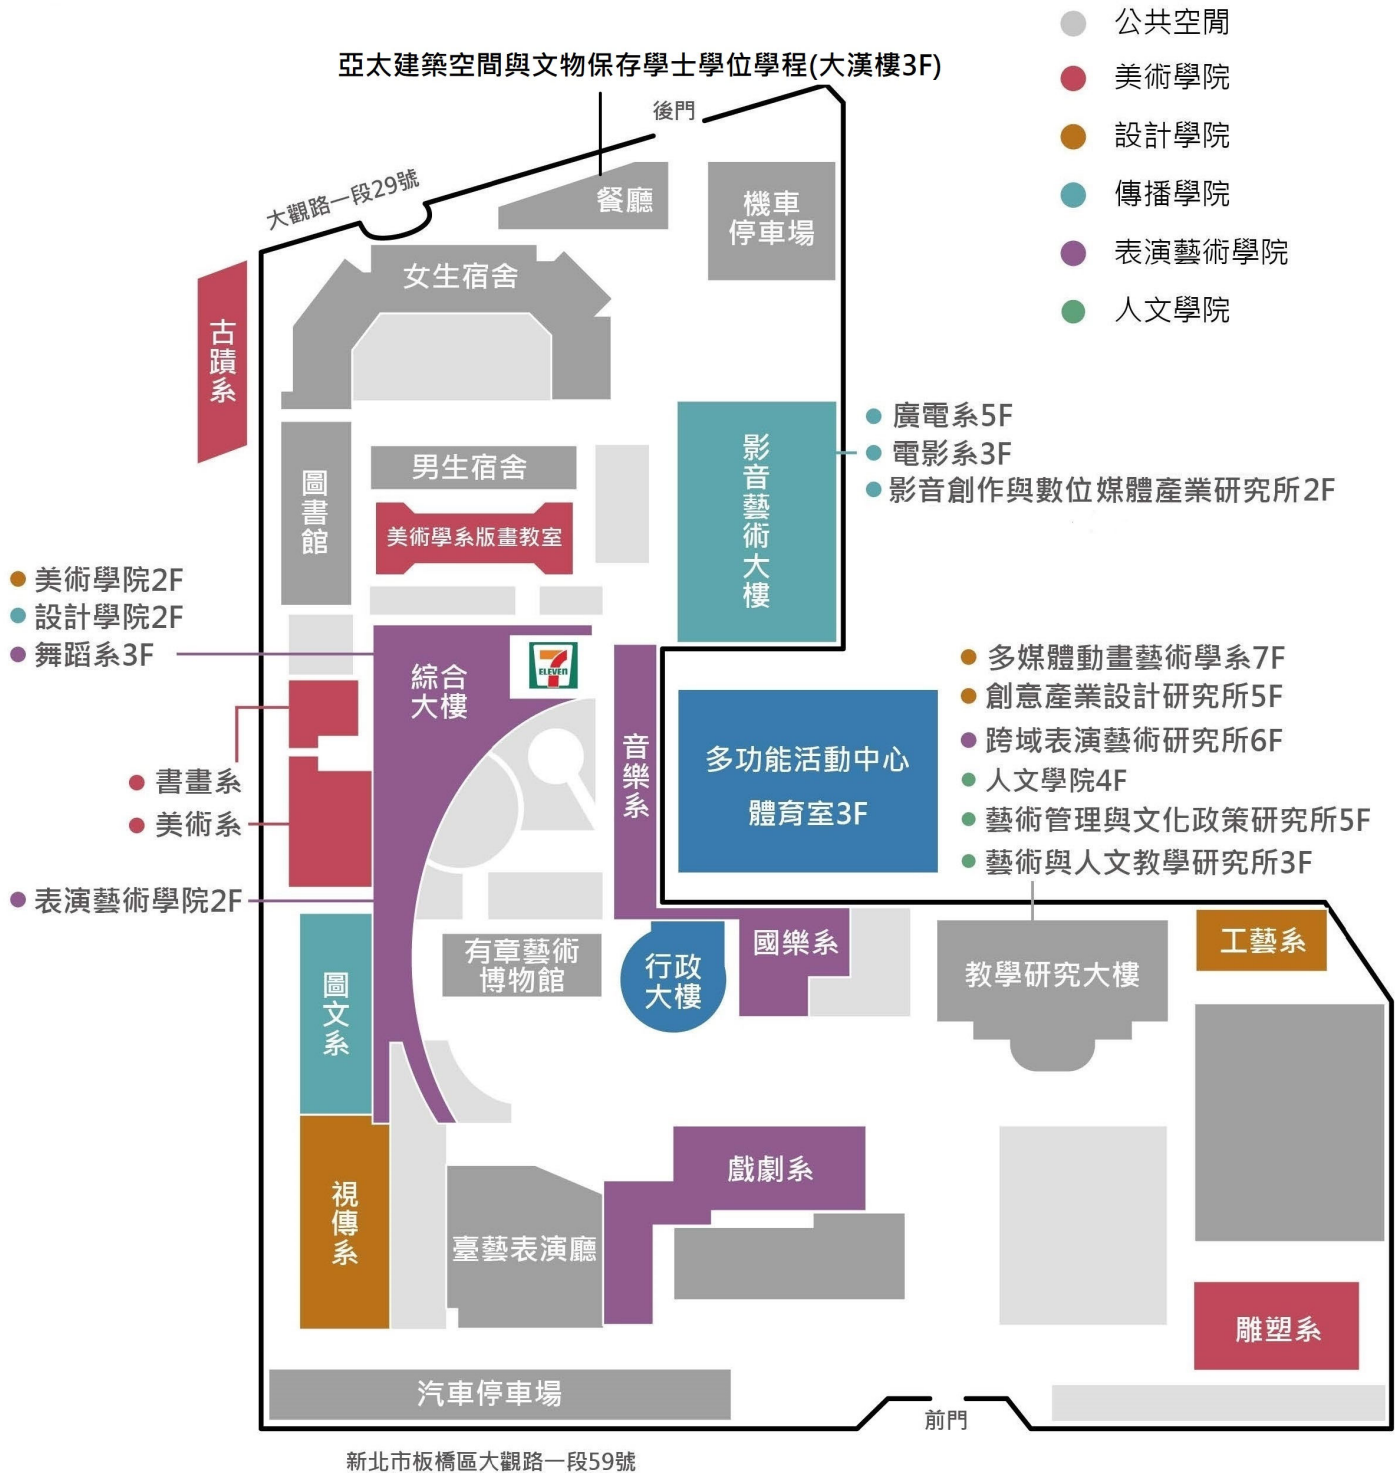 公共空間
美術學院
設計學院
傳播學院
表演藝術學院
人文學院
亞太建築空間與文物保存學士學位學程(大漢樓3F)
後門
大觀路一段29號
餐廳
機車
停車場
女生宿舍
古蹟系
圖書館
男生宿舍
美術學系版畫教室
影音藝術大樓
廣電系5F
電影系3F
影音創作與數位媒體產業研究所2F
美術學院2F
設計學院2F
舞蹈系3F
綜合
大樓
7
ELEVEn
音樂系
多功能活動中心
體育室3F
多媒體動畫藝術學系7F
創意產業設計研究所5F
跨域表演藝術研究所6F
人文學院4F
藝術管理與文化政策研究所5F
藝術與人文教學研究所3F
書畫系
美術系
表演藝術學院2F
圖文系
有章藝術
博物館
行政
大樓
國樂系
教學研究大樓
工藝系
視傳系
臺藝表演廳
戲劇系
雕塑系
汽車停車場
前門
新北市板橋區大觀路一段59號